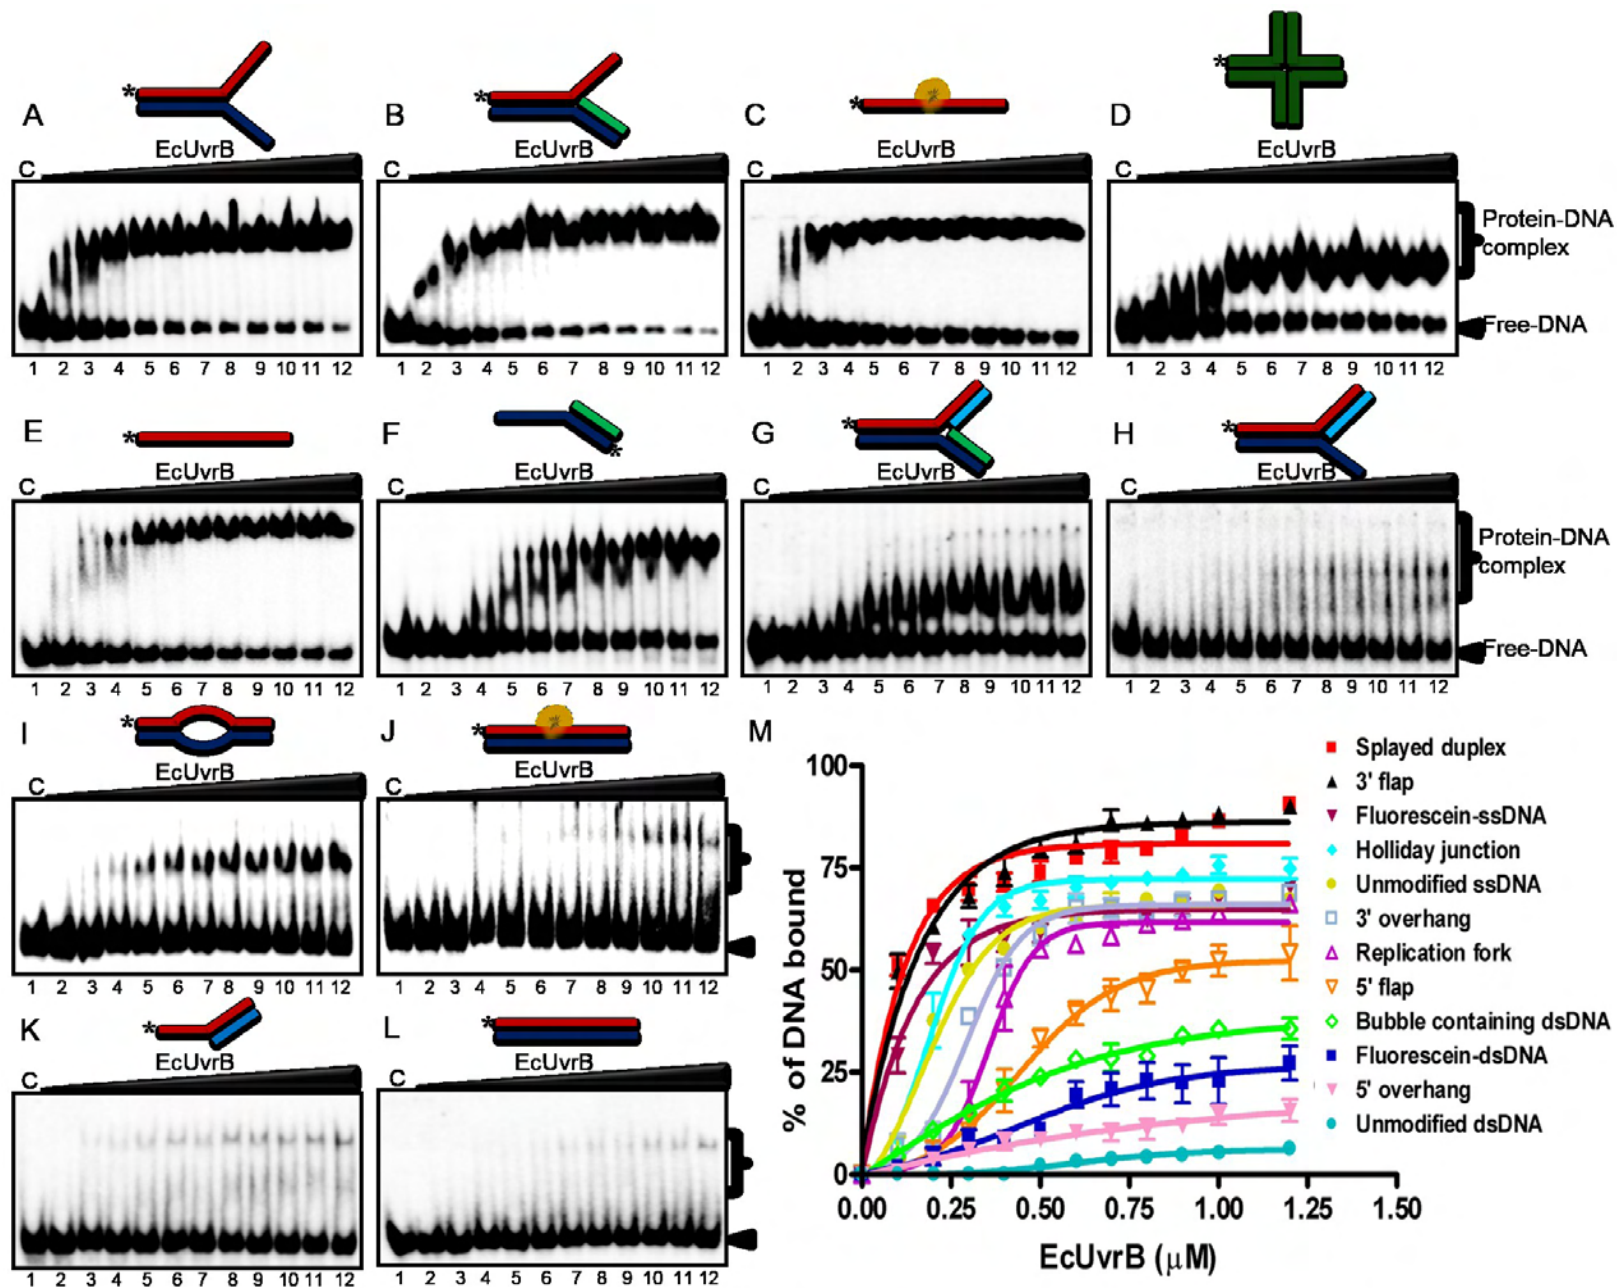 A
B
C
D
*
*
*
*
EcUvrB
EcUvrB
EcUvrB
EcUvrB
C
C
C
C
Protein-DNA
complex
Free-DNA
1 2 3 4 5 6 7 8 9 10 11 12
1 2 3 4 5 6 7 8 9 10 11 12
1 2 3 4 5 6 7 8 9 10 11 12
1 2 3 4 5 6 7 8 9 10 11 12
E
F
G
H
*
*
*
*
EcUvrB
EcUvrB
EcUvrB
EcUvrB
C
C
C
C
Protein-DNA
complex
Free-DNA
1 2 3 4 5 6 7 8 9 10 11 12
1 2 3 4 5 6 7 8 9 10 11 12
1 2 3 4 5 6 7 8 9 10 11 12
1 2 3 4 5 6 7 8 9 10 11 12
I
J
*
*
EcUvrB
EcUvrB
C
C
1 2 3 4 5 6 7 8 9 10 11 12
1 2 3 4 5 6 7 8 9 10 11 12
K
L
*
*
EcUvrB
EcUvrB
C
C
1 2 3 4 5 6 7 8 9 10 11 12
1 2 3 4 5 6 7 8 9 10 11 12
M
% of DNA bound
100
75
50
25
0
0.00 0.25 0.50 0.75 1.00 1.25 1.50
EcUvrB (μM)
Splayed duplex
3' flap
Fluorescein-ssDNA
Holliday junction
Unmodified ssDNA
3' overhang
Replication fork
5' flap
Bubble containing dsDNA
Fluorescein-dsDNA
5' overhang
Unmodified dsDNA